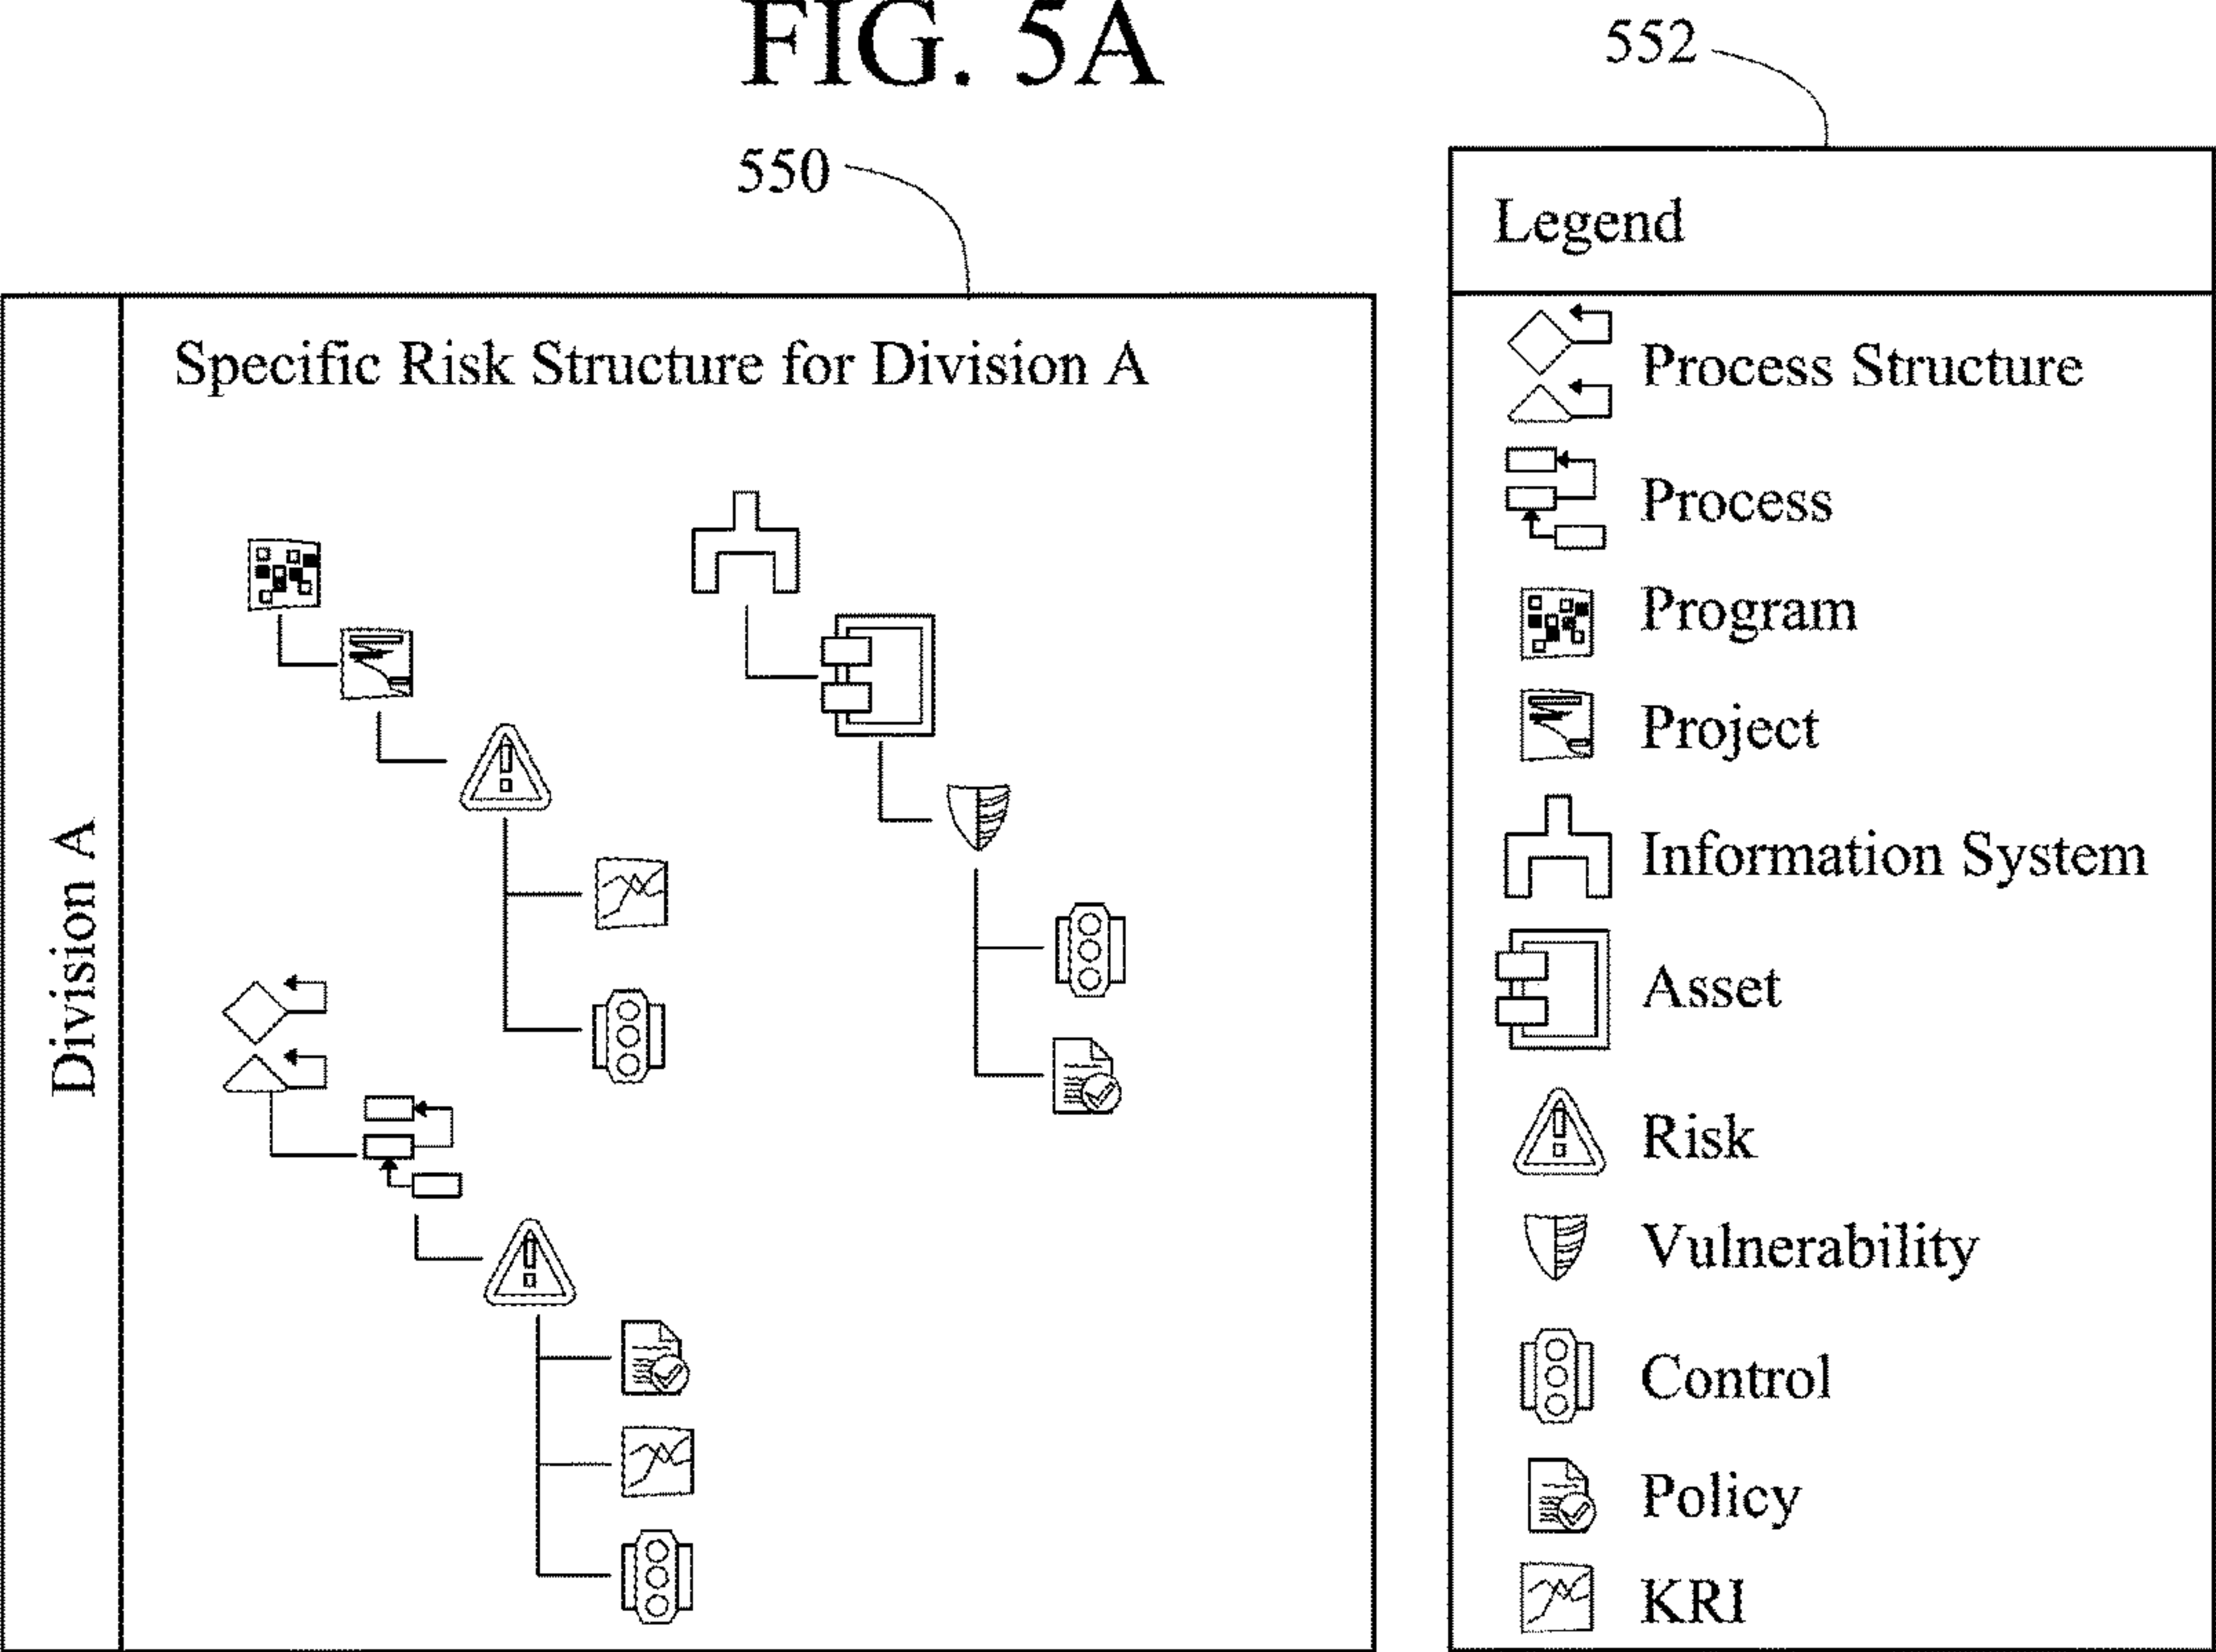 FIG. 5A
552
550
Legend
Specific Risk Structure for Division A
Division A
Process Structure
Process
Program
Project
Information System
Asset
Risk
Vulnerability
Control
Policy
KRI